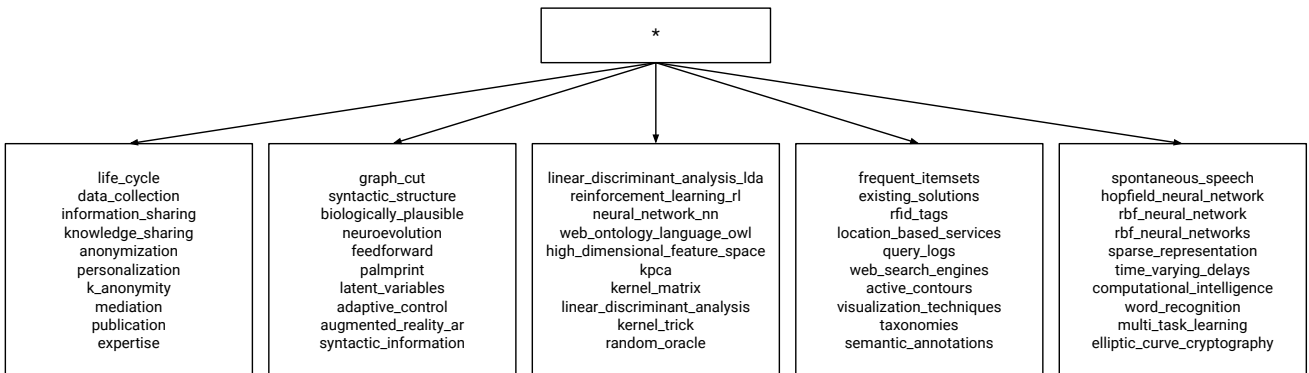 *
life_cycle
data_collection
information_sharing
knowledge_sharing
anonymization
personalization
k_anonymity
mediation
publication
expertise
graph_cut
syntactic_structure
biologically_plausible
neuroevolution
feedforward
palmprint
latent_variables
adaptive_control
augmented_reality_ar
syntactic_information
linear_discriminant_analysis_lda
reinforcement_learning_rl
neural_network_nn
web_ontology_language_owl
high_dimensional_feature_space
kpca
kernel_matrix
linear_discriminant_analysis
kernel_trick
random_oracle
frequent_itemsets
existing_solutions
rfid_tags
location_based_services
query_logs
web_search_engines
active_contours
visualization_techniques
taxonomies
semantic_annotations
spontaneous_speech
hopfield_neural_network
rbf_neural_network
rbf_neural_networks
sparse_representation
time_varying_delays
computational_intelligence
word_recognition
multi_task_learning
elliptic_curve_cryptography